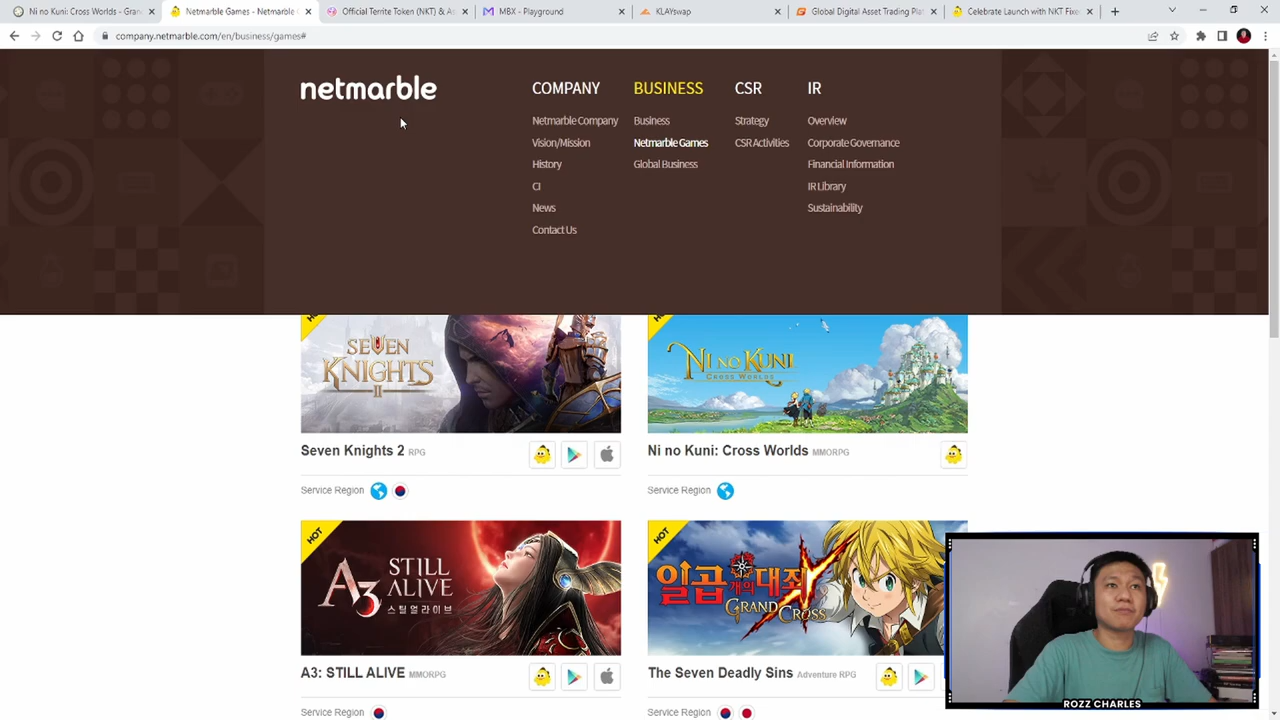 Ni no Kuni: Cross Worlds - Gran
Netmarble Games - Netmarble G
Official Territe Token (NKT) & As
MBX - Playground
KLAYswap
Global Digital Asset Trading Plat
Celebrate Launch with NKT Fixe
company.netmarble.com/en/business/games#
netmarble
COMPANY
Netmarble Company
Vision/Mission
History
CI
News
Contact Us
BUSINESS
Business
Netmarble Games
Global Business
CSR
Strategy
CSR Activities
IR
Overview
Corporate Governance
Financial Information
IR Library
Sustainability
SEVEN
KNIGHTS
II
NI NO KUNI
CROSS WORLDS
Seven Knights 2 RPG
Service Region
Ni no Kuni: Cross Worlds MMORPG
Service Region
HOT
A3 STILL
ALIVE
스틸얼라이브
HOT
일곱 개의 대죄
GRAND
CROSS
A3: STILL ALIVE MMORPG
Service Region
The Seven Deadly Sins Adventure RPG
Service Region
ROZZ CHARLES